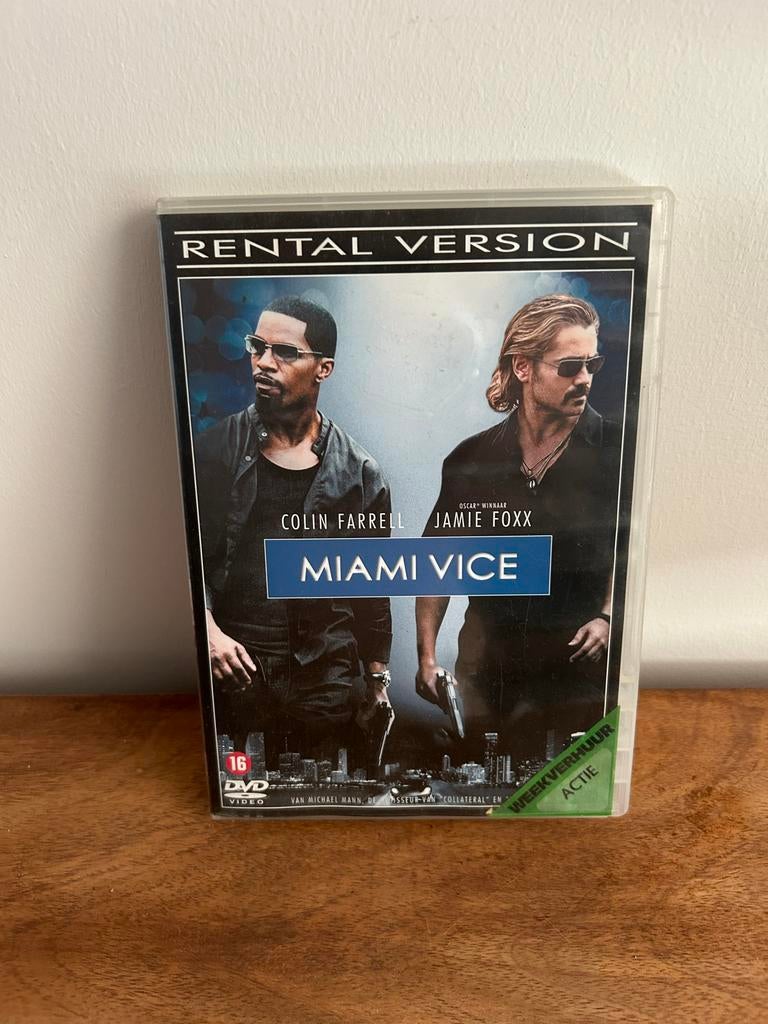 RENTAL VERSION
OSCAR® WINNAAR
COLIN FARRELL JAMIE FOXX
MIAMI VICE
16
DVD
VIDEO
VAN MICHAEL MANN, DE ISSEUR VAN "COLLATERAL" EN
WEEKVERHUUR
ACTIE